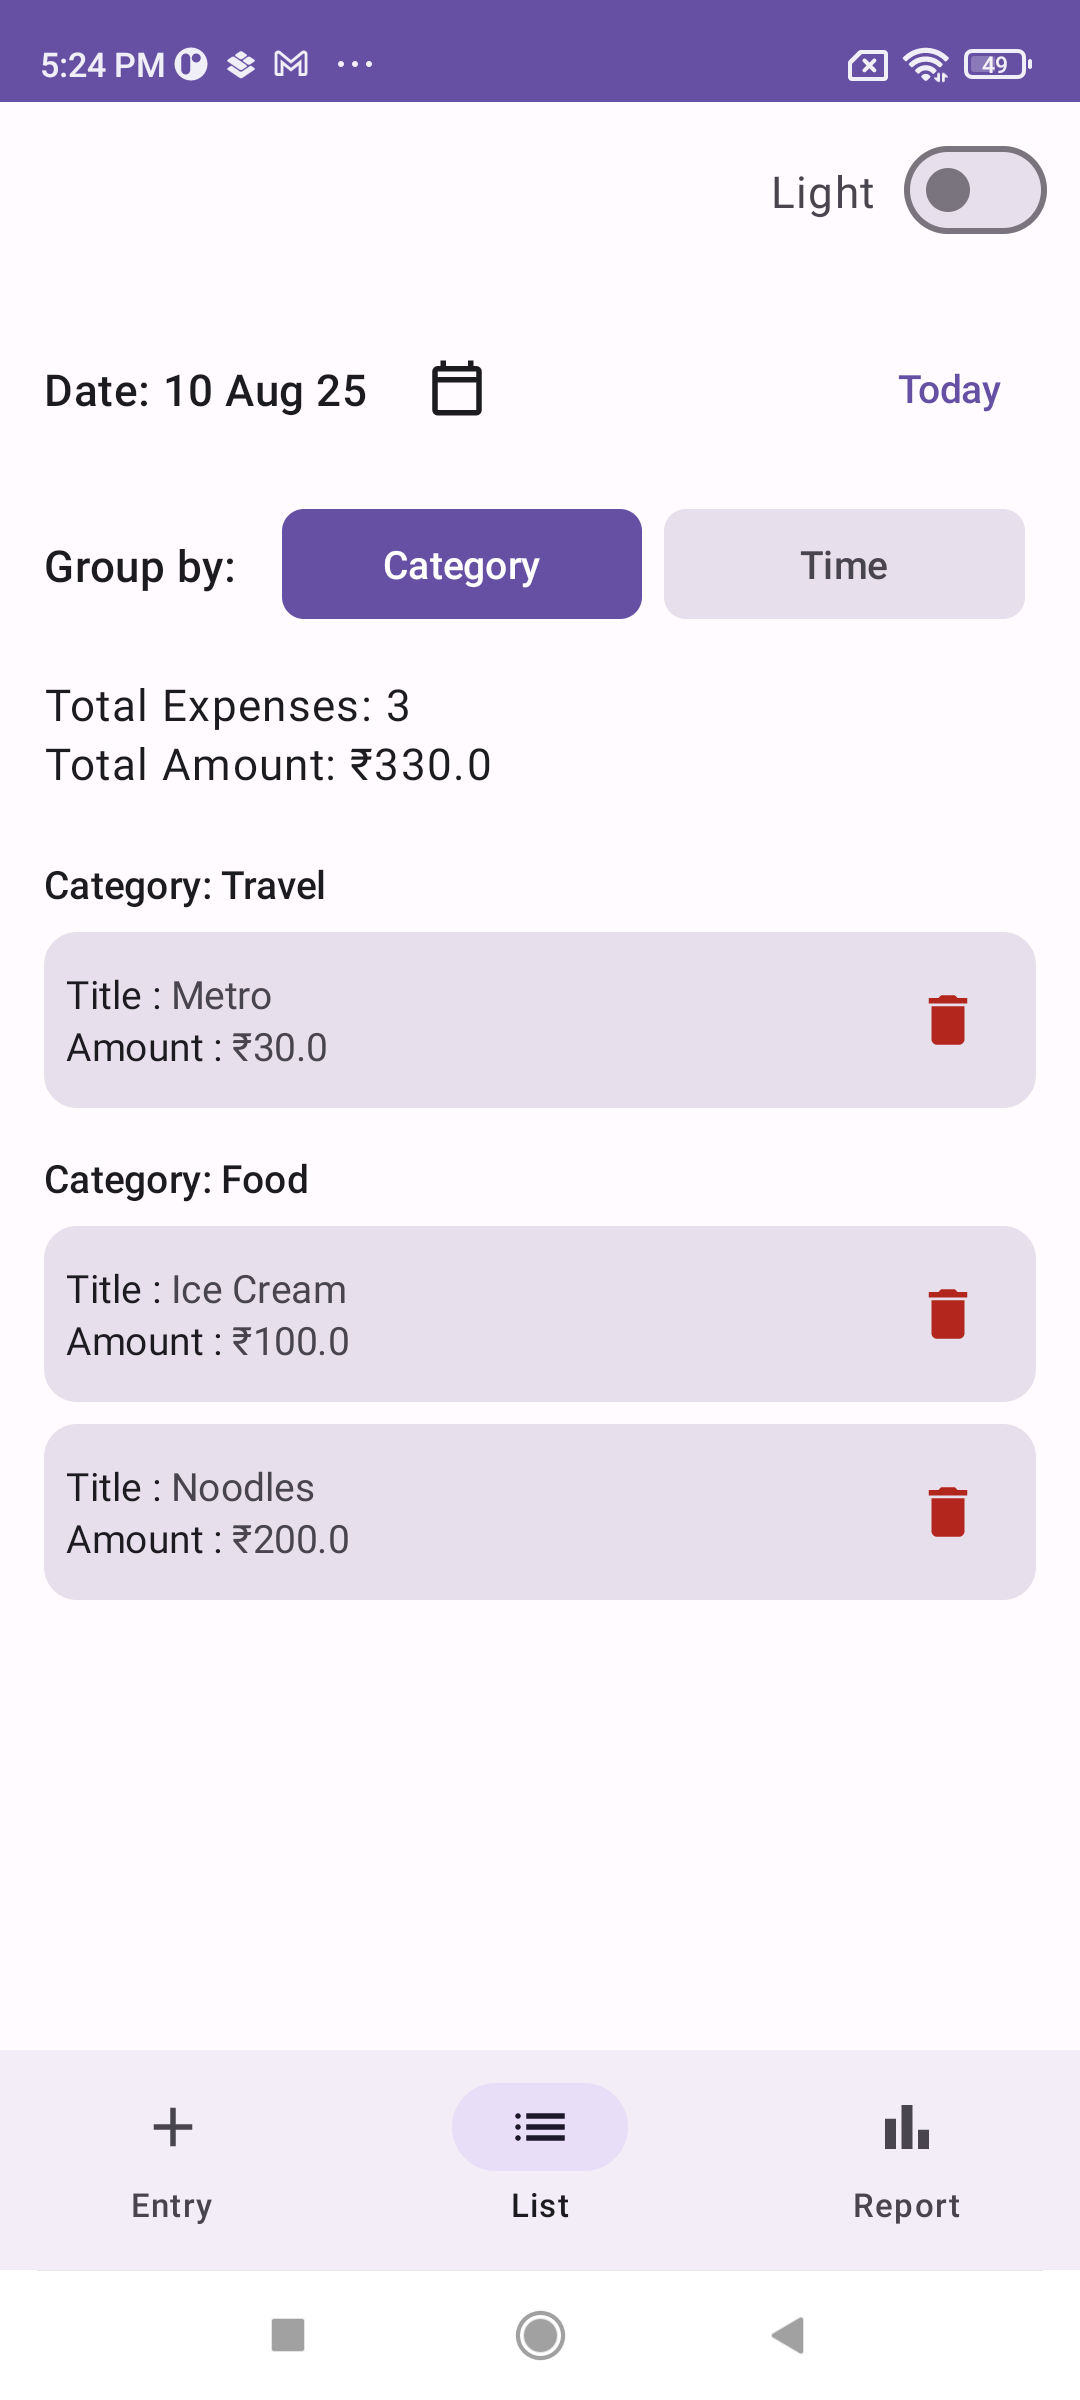 5:24 PM
49
Light
Date: 10 Aug 25
Today
Group by:
Category
Time
Total Expenses: 3
Total Amount: ₹330.0
Category: Travel
Title : Metro
Amount : ₹30.0
Category: Food
Title : Ice Cream
Amount : ₹100.0
Title : Noodles
Amount : ₹200.0
Entry
List
Report